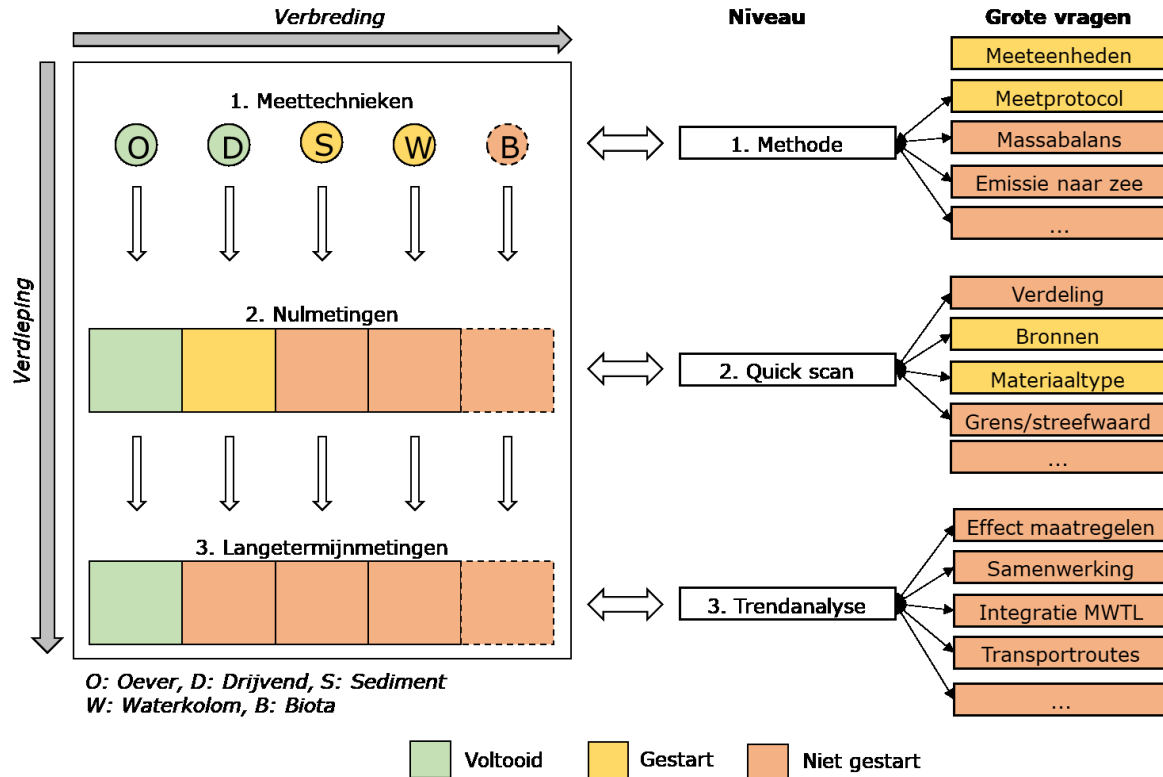 Verbreding
Niveau
Grote vragen
Verdieping
1. Meettechnieken
O
D
S
W
B
2. Nulmetingen
3. Langetermijnmetingen
O: Oever, D: Drijvend, S: Sediment
W: Waterkolom, B: Biota
1. Methode
Meeteenheden
Meetprotocol
Massabalans
Emissie naar zee
...
2. Quick scan
Verdeling
Bronnen
Materiaaltype
Grens/streefwaard
...
3. Trendanalyse
Effect maatregelen
Samenwerking
Integratie MWTL
Transportroutes
...
Voltooid
Gestart
Niet gestart